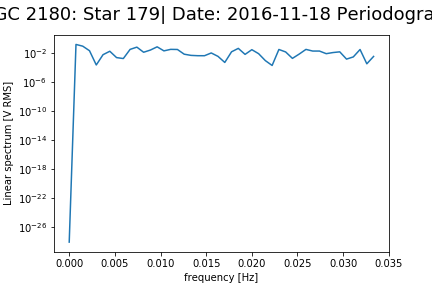 GC 2180: Star 179| Date: 2016-11-18 Periodogra
Linear spectrum [V RMS]
10⁻²
10⁻⁶
10⁻¹⁰
10⁻¹⁴
10⁻¹⁸
10⁻²²
10⁻²⁶
0.000 0.005 0.010 0.015 0.020 0.025 0.030 0.035
frequency [Hz]